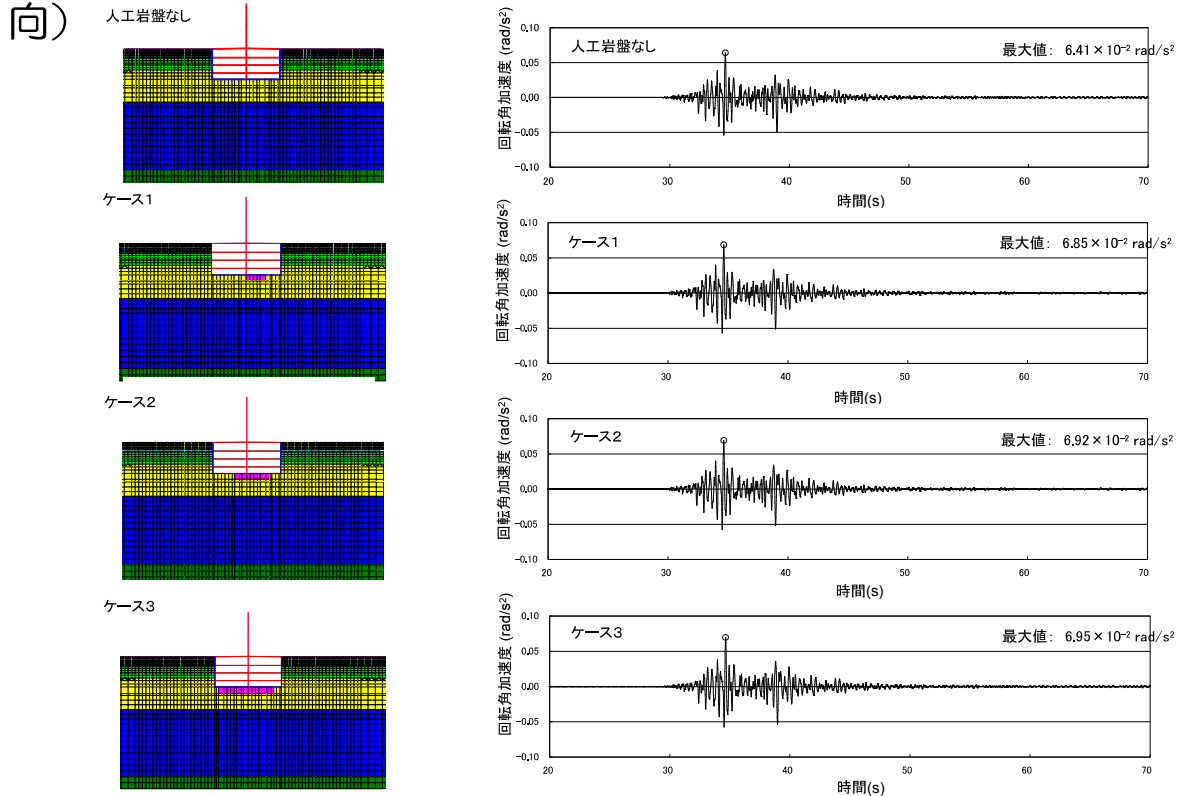 向)
人工岩盤なし
回転角加速度 (rad/s²)
0.10
0.05
0.00
-0.05
-0.10
人工岩盤なし
最大値: 6.41×10⁻² rad/s²
20
30
40
50
60
70
時間(s)
ケース1
回転角加速度 (rad/s²)
0.10
0.05
0.00
-0.05
-0.10
ケース1
最大値: 6.85×10⁻² rad/s²
20
30
40
50
60
70
時間(s)
ケース2
回転角加速度 (rad/s²)
0.10
0.05
0.00
-0.05
-0.10
ケース2
最大値: 6.92×10⁻² rad/s²
20
30
40
50
60
70
時間(s)
ケース3
回転角加速度 (rad/s²)
0.10
0.05
0.00
-0.05
-0.10
ケース3
最大値: 6.95×10⁻² rad/s²
20
30
40
50
60
70
時間(s)